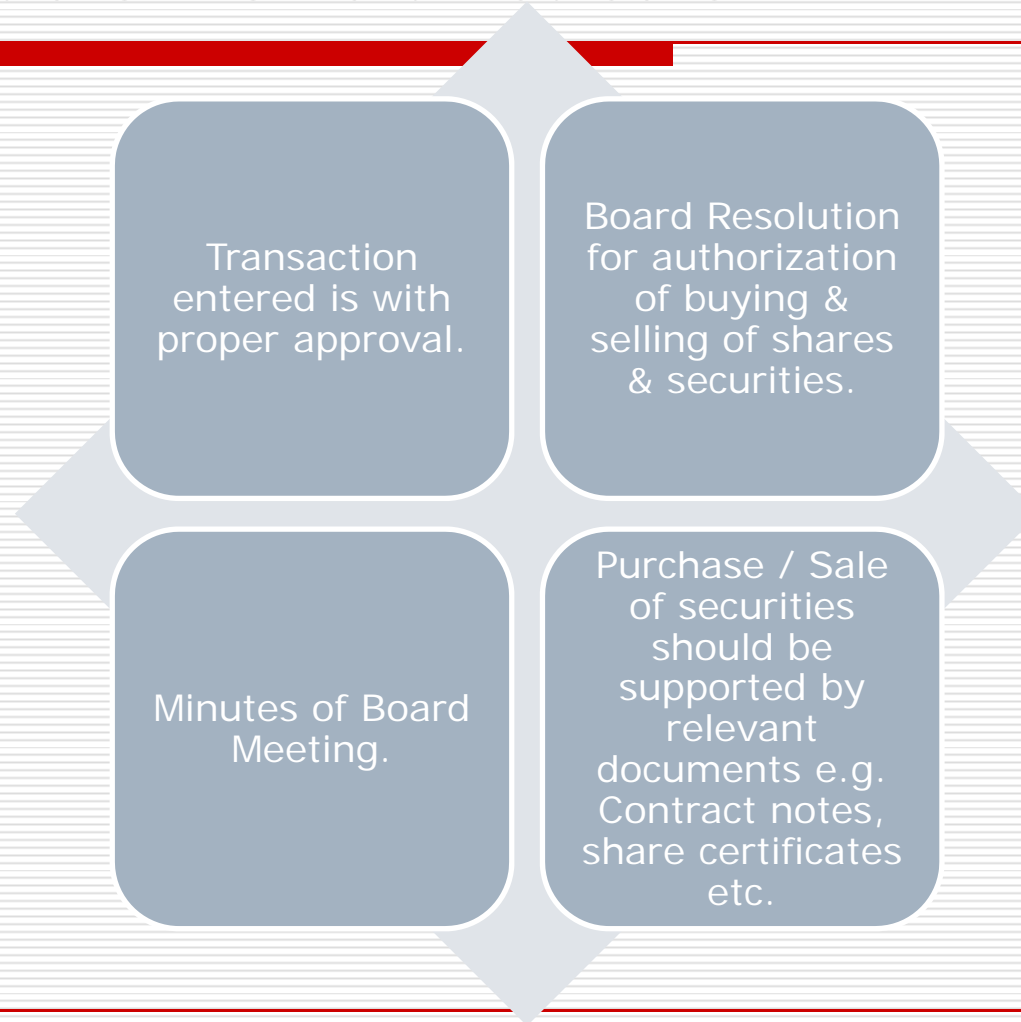 Transaction
entered is with
proper approval.
Board Resolution
for authorization
of buying &
selling of shares
& securities.
Minutes of Board
Meeting.
Purchase / Sale
of securities
should be
supported by
relevant
documents e.g.
Contract notes,
share certificates
etc.